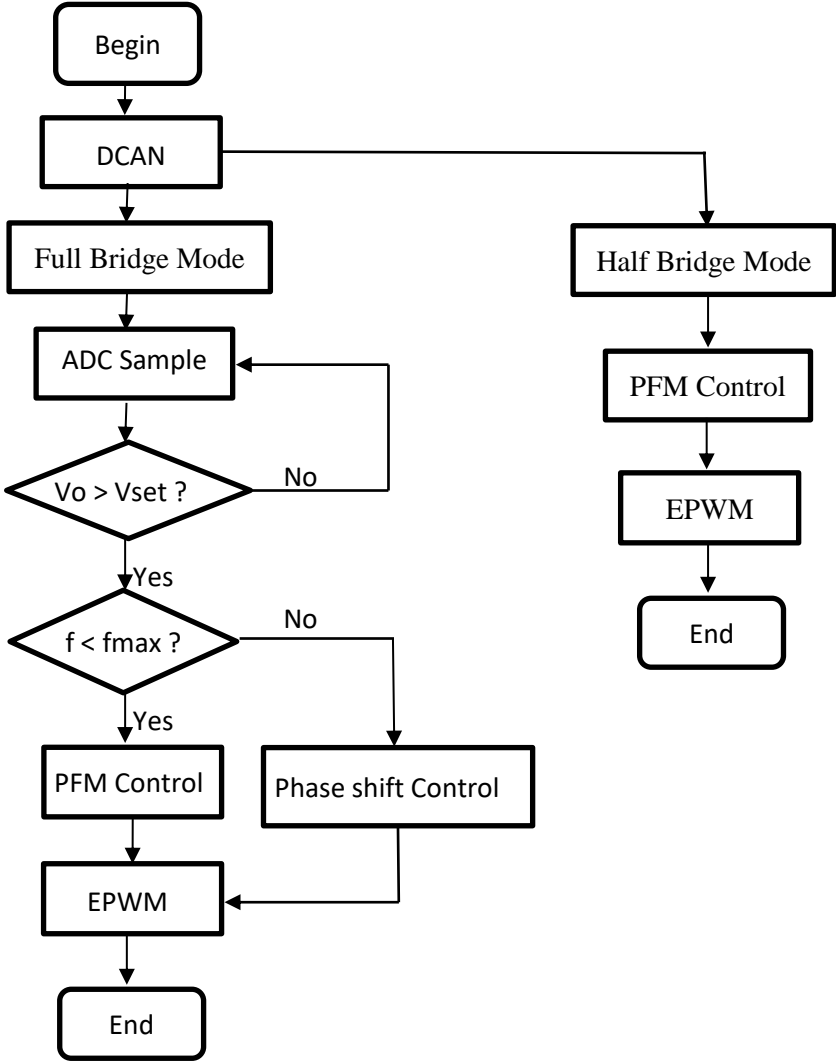 Begin
DCAN
Full Bridge Mode
Half Bridge Mode
ADC Sample
PFM Control
Vo > Vset ?
No
EPWM
Yes
f < fmax ?
No
End
Yes
PFM Control
Phase shift Control
EPWM
End